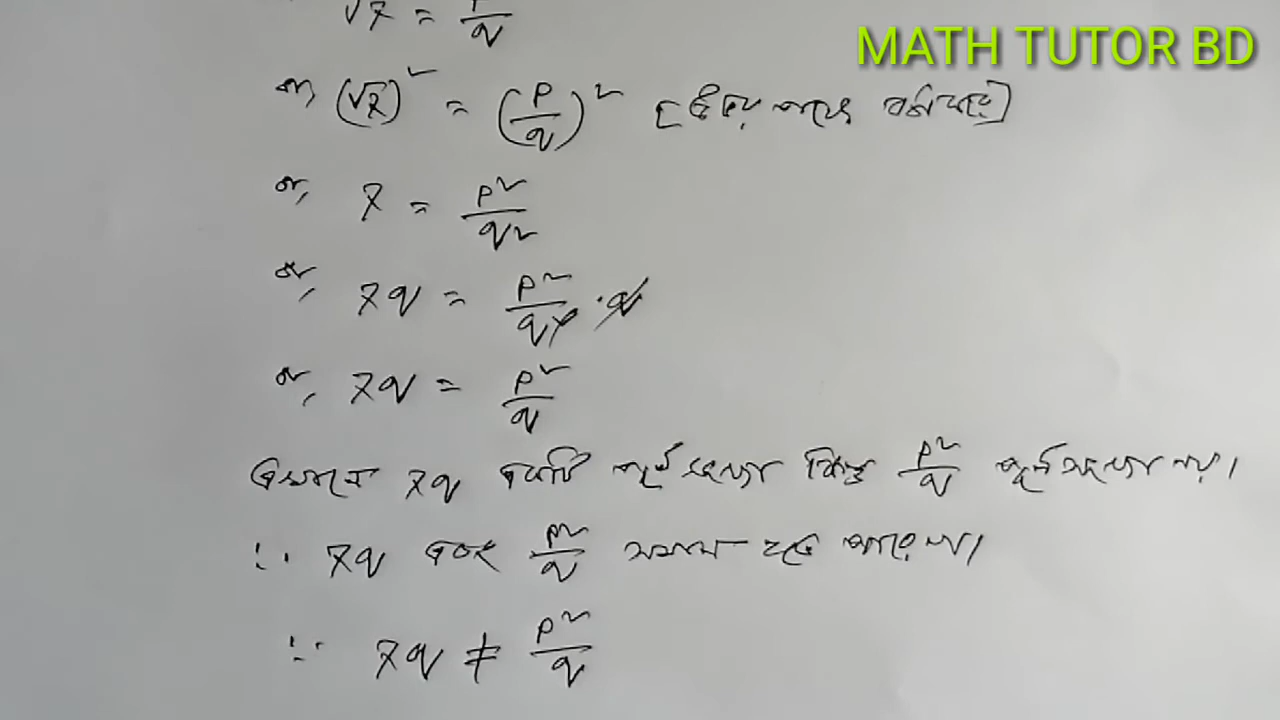 MATH TUTOR BD
√7 = p/q
বা, (√7)² = (p/q)² [উভয় পক্ষে বর্গ করে]
বা, 7 = p²/q²
বা, 7q = p²/q² · q
বা, 7q = p²/q
এখানে 7q একটি পূর্ণ সংখ্যা কিন্তু p²/q পূর্ণ সংখ্যা নয়।
∵ 7q এবং p²/q সমান হতে পারে না।
∵ 7q ≠ p²/q